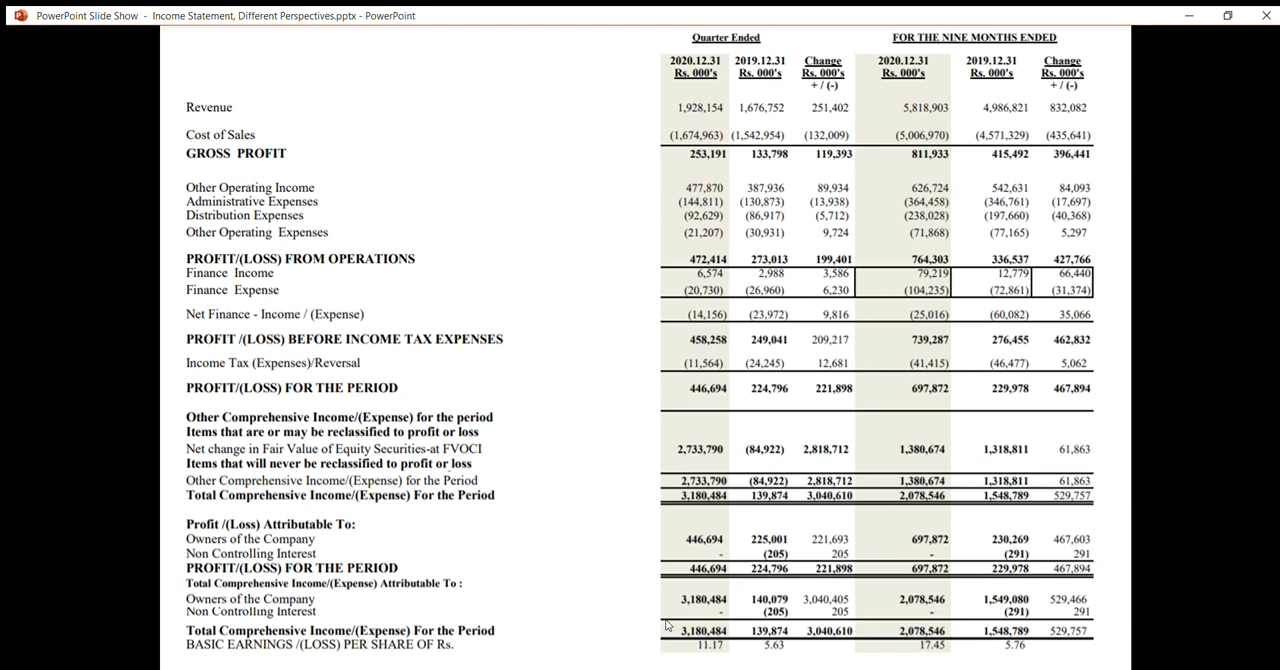 PowerPoint Slide Show - Income Statement, Different Perspectives.pptx - PowerPoint
Quarter Ended FOR THE NINE MONTHS ENDED
2020.12.31 2019.12.31 Change 2020.12.31 2019.12.31 Change
Rs. 000's Rs. 000's Rs. 000's Rs. 000's Rs. 000's Rs. 000's
+ / (-) + / (-)
Revenue 1,928,154 1,676,752 251,402 5,818,903 4,986,821 832,082
Cost of Sales (1,674,963) (1,542,954) (132,009) (5,006,970) (4,571,329) (435,641)
GROSS PROFIT 253,191 133,798 119,393 811,933 415,492 396,441
Other Operating Income 477,870 387,936 89,934 626,724 542,631 84,093
Administrative Expenses (144,811) (130,873) (13,938) (364,458) (346,761) (17,697)
Distribution Expenses (92,629) (86,917) (5,712) (238,028) (197,660) (40,368)
Other Operating Expenses (21,207) (30,931) 9,724 (71,868) (77,165) 5,297
PROFIT/(LOSS) FROM OPERATIONS 472,414 273,013 199,401 764,303 336,537 427,766
Finance Income 6,574 2,988 3,586 79,219 12,779 66,440
Finance Expense (20,730) (26,960) 6,230 (104,235) (72,861) (31,374)
Net Finance - Income / (Expense) (14,156) (23,972) 9,816 (25,016) (60,082) 35,066
PROFIT /(LOSS) BEFORE INCOME TAX EXPENSES 458,258 249,041 209,217 739,287 276,455 462,832
Income Tax (Expenses)/Reversal (11,564) (24,245) 12,681 (41,415) (46,477) 5,062
PROFIT/(LOSS) FOR THE PERIOD 446,694 224,796 221,898 697,872 229,978 467,894
Other Comprehensive Income/(Expense) for the period
Items that are or may be reclassified to profit or loss
Net change in Fair Value of Equity Securities-at FVOCI 2,733,790 (84,922) 2,818,712 1,380,674 1,318,811 61,863
Items that will never be reclassified to profit or loss
Other Comprehensive Income/(Expense) for the Period 2,733,790 (84,922) 2,818,712 1,380,674 1,318,811 61,863
Total Comprehensive Income/(Expense) For the Period 3,180,484 139,874 3,040,610 2,078,546 1,548,789 529,757
Profit /(Loss) Attributable To:
Owners of the Company 446,694 225,001 221,693 697,872 230,269 467,603
Non Controlling Interest - (205) 205 - (291) 291
PROFIT/(LOSS) FOR THE PERIOD 446,694 224,796 221,898 697,872 229,978 467,894
Total Comprehensive Income/(Expense) Attributable To :
Owners of the Company 3,180,484 140,079 3,040,405 2,078,546 1,549,080 529,466
Non Controlling Interest - (205) 205 - (291) 291
Total Comprehensive Income/(Expense) For the Period 3,180,484 139,874 3,040,610 2,078,546 1,548,789 529,757
BASIC EARNINGS /(LOSS) PER SHARE OF Rs. 11.17 5.63 17.45 5.76